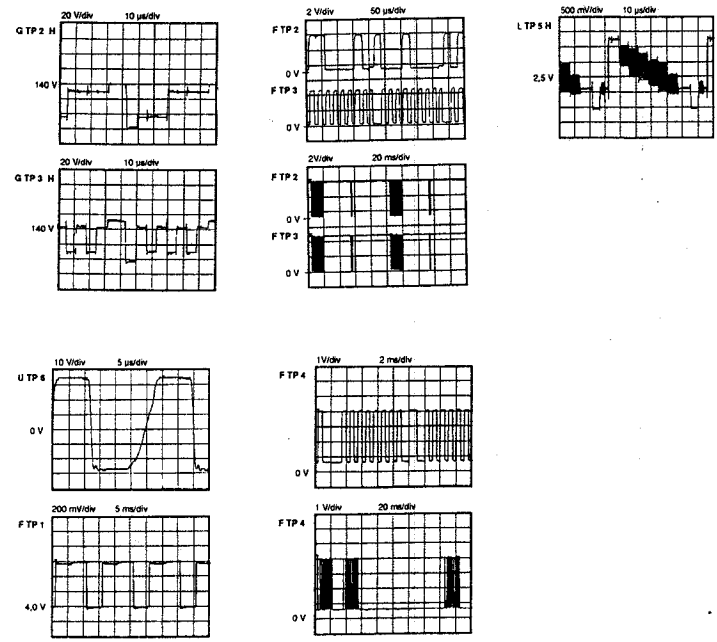 20 V/div 10 µs/div
G TP 2 H
140 V
2 V/div 50 µs/div
F TP 2
0 V
F TP 3
0 V
500 mV/div 10 µs/div
L TP 5 H
2,5 V
20 V/div 10 µs/div
G TP 3 H
140 V
2V/div 20 ms/div
F TP 2
0 V
F TP 3
0 V
10 V/div 5 µs/div
U TP 6
0 V
1V/div 2 ms/div
F TP 4
0 V
200 mV/div 5 ms/div
F TP 1
4,0 V
1 V/div 20 ms/div
F TP 4
0 V